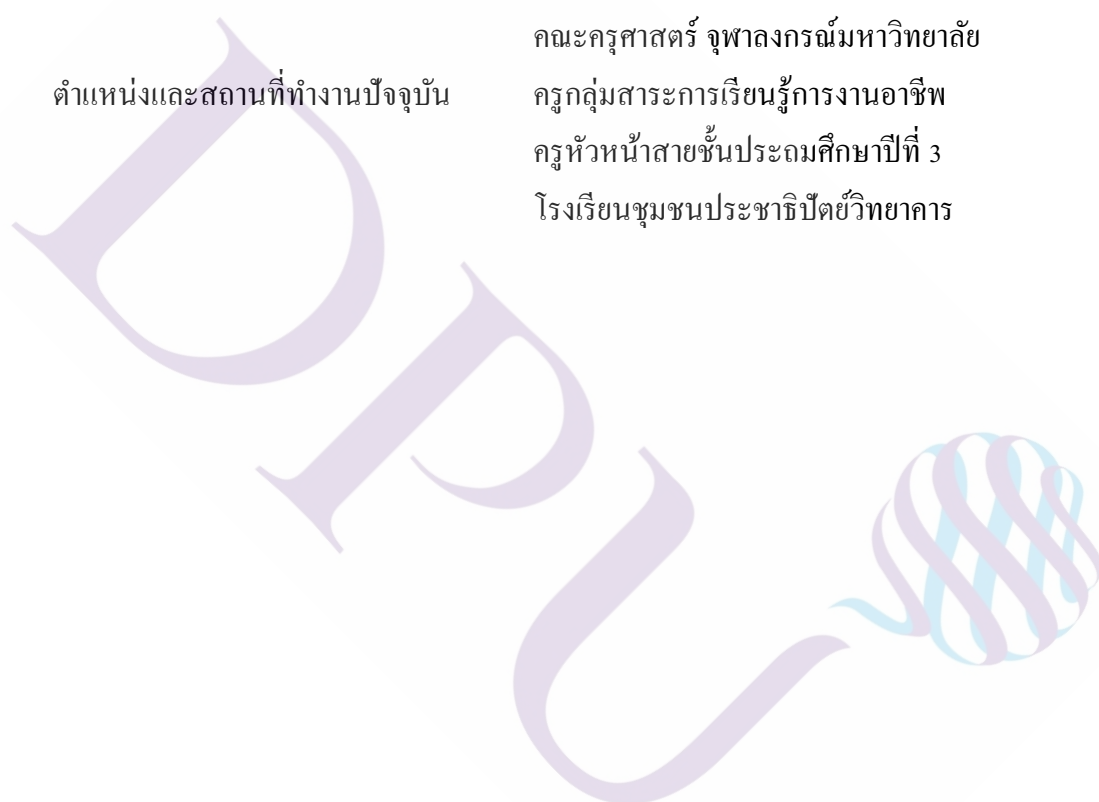 คณะครุศาสตร์ จุฬาลงกรณ์มหาวิทยาลัย
ตำแหน่งและสถานที่ทำงานปัจจุบัน ครูกลุ่มสาระการเรียนรู้การงานอาชีพ
ครูหัวหน้าสายชั้นประถมศึกษาปีที่ 3
โรงเรียนชุมชนประชาธิปัตย์วิทยาคาร
DPU